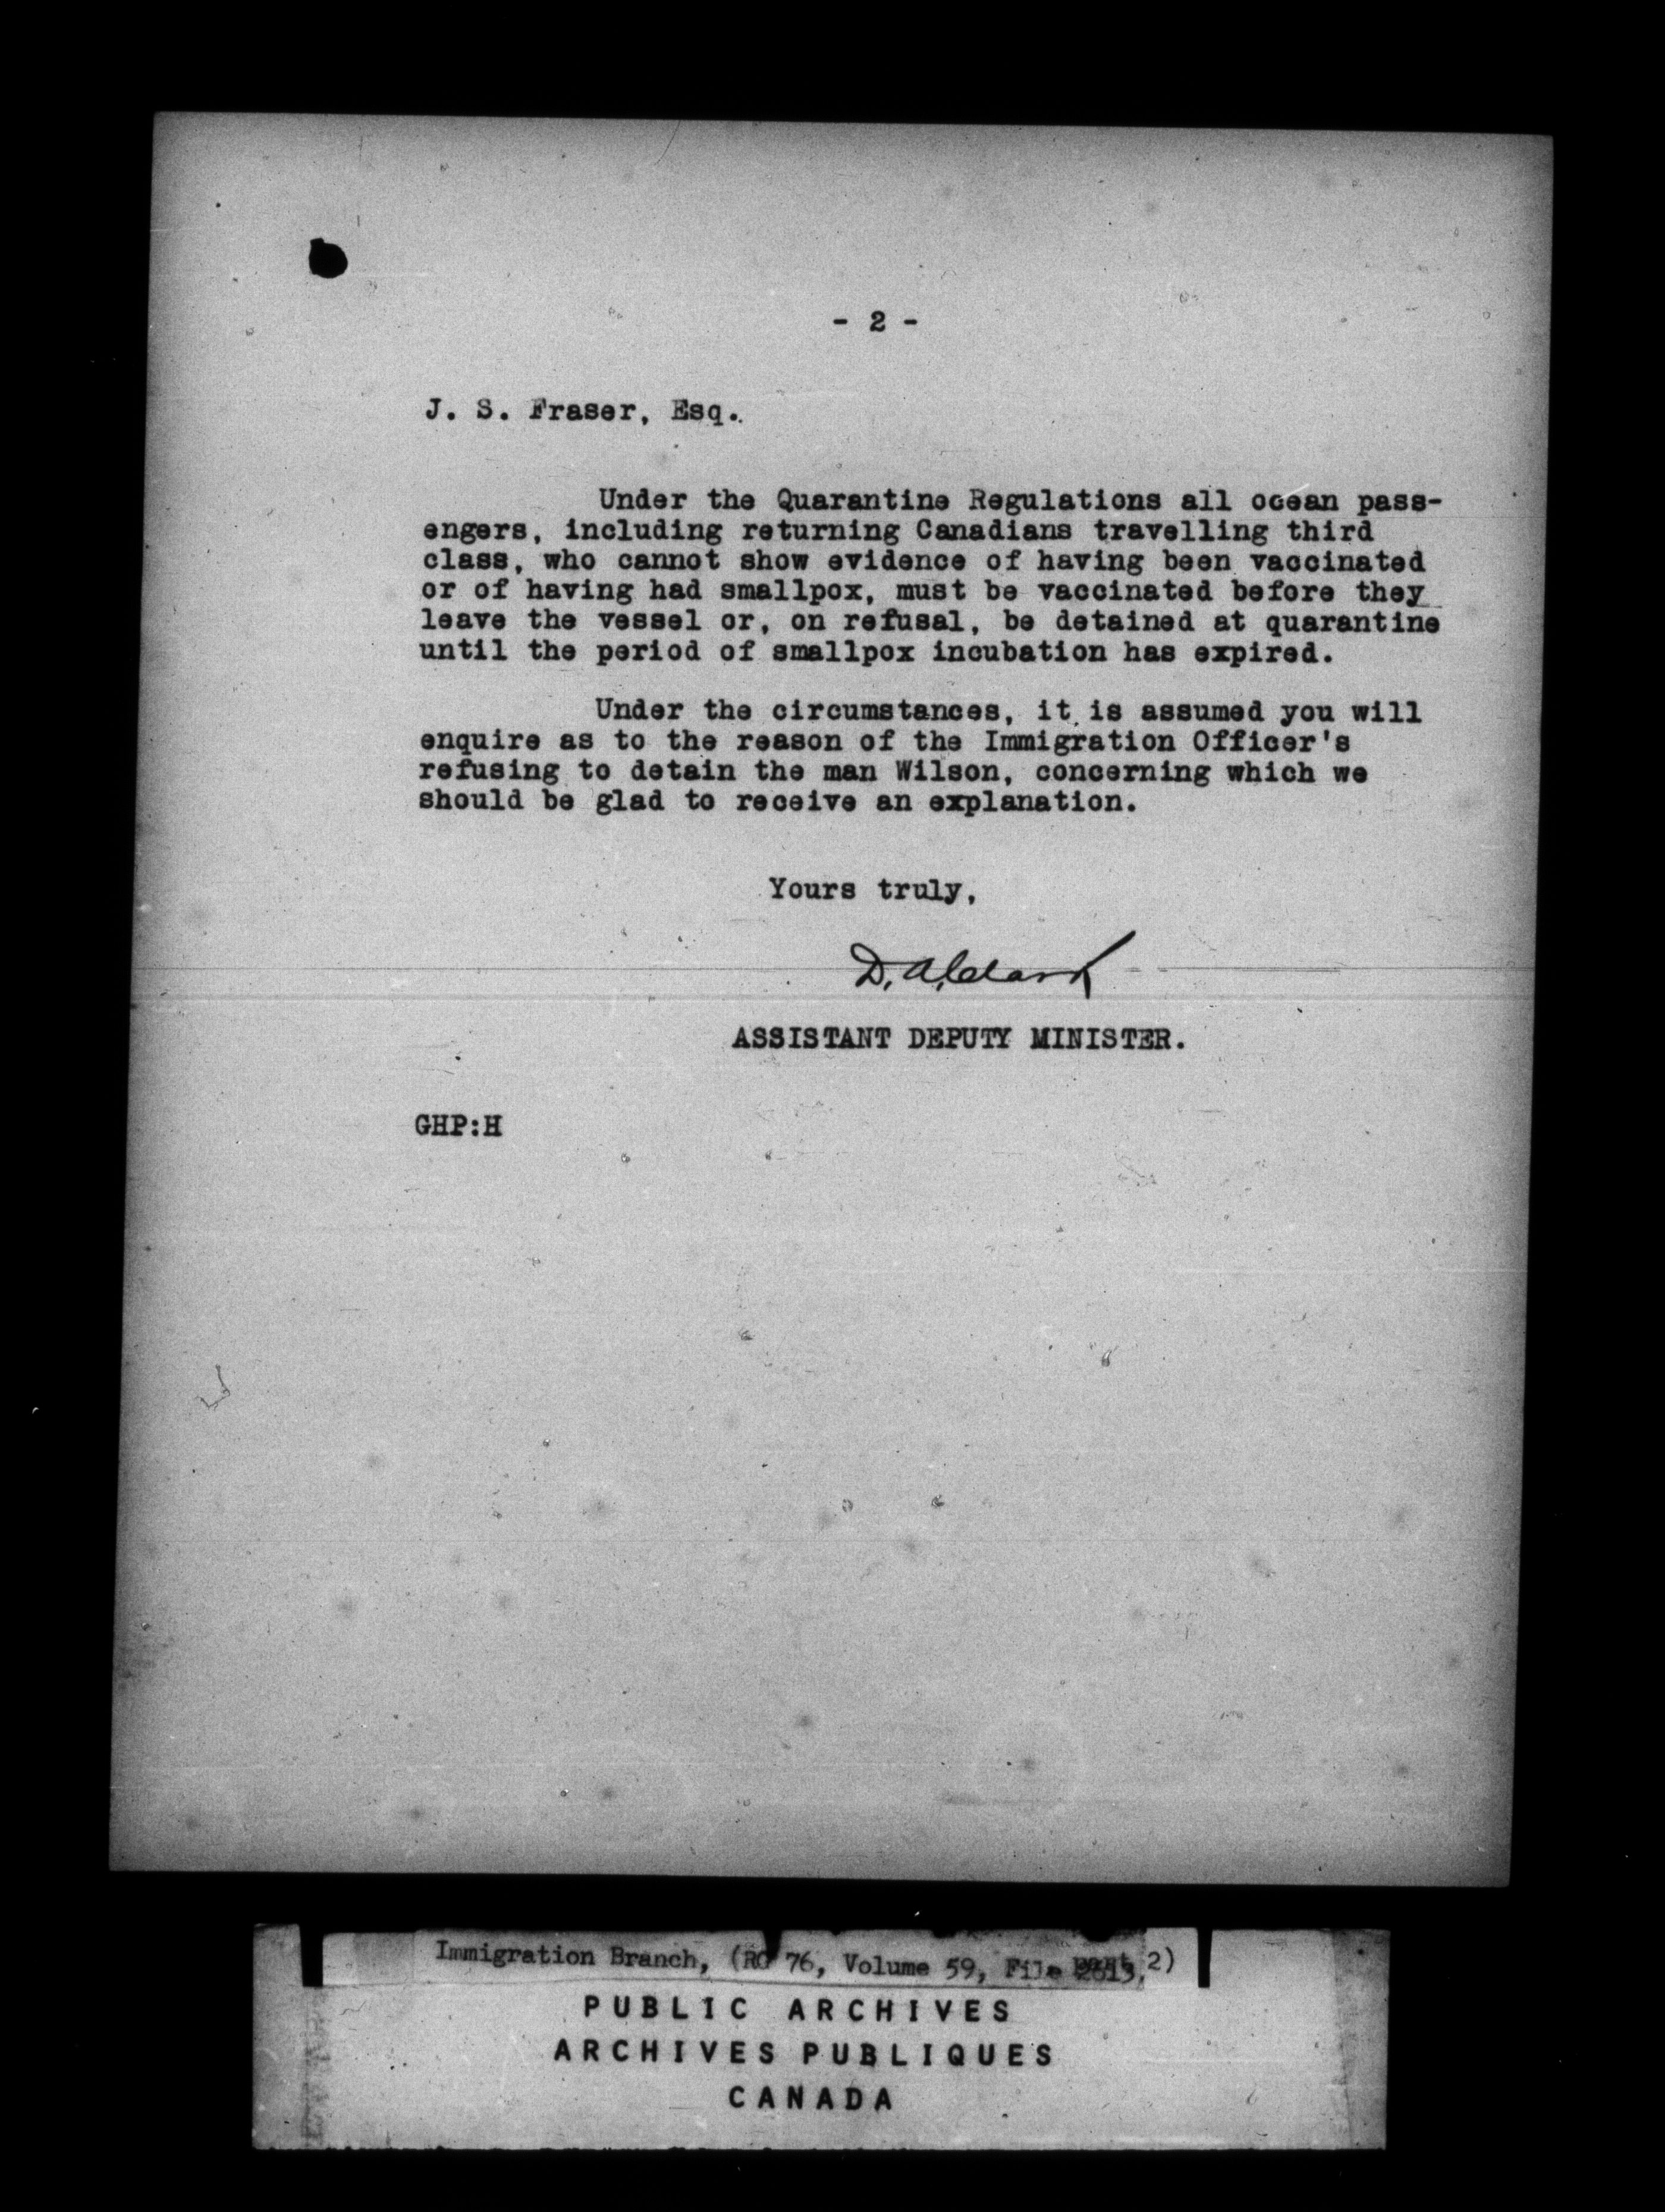 - 2 -
J. S. Fraser, Esq.
Under the Quarantine Regulations all ocean pass-
engers, including returning Canadians travelling third
class, who cannot show evidence of having been vaccinated
or of having had smallpox, must be vaccinated before they
leave the vessel or, on refusal, be detained at quarantine
until the period of smallpox incubation has expired.
Under the circumstances, it is assumed you will
enquire as to the reason of the Immigration Officer's
refusing to detain the man Wilson, concerning which we
should be glad to receive an explanation.
Yours truly,
D. A. Clark
ASSISTANT DEPUTY MINISTER.
GHP:H
Immigration Branch, (RG 76, Volume 59, File 2)
PUBLIC ARCHIVES
ARCHIVES PUBLIQUES
CANADA